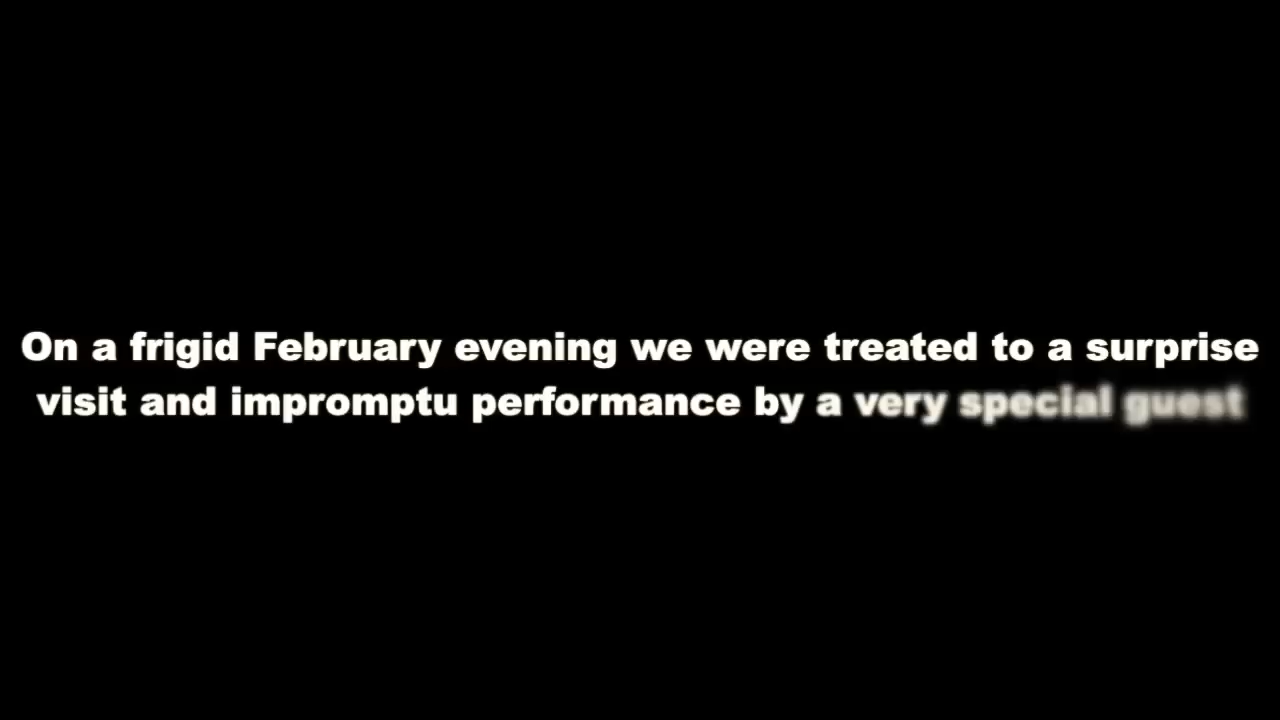 On a frigid February evening we were treated to a surprise
visit and impromptu performance by a very special guest